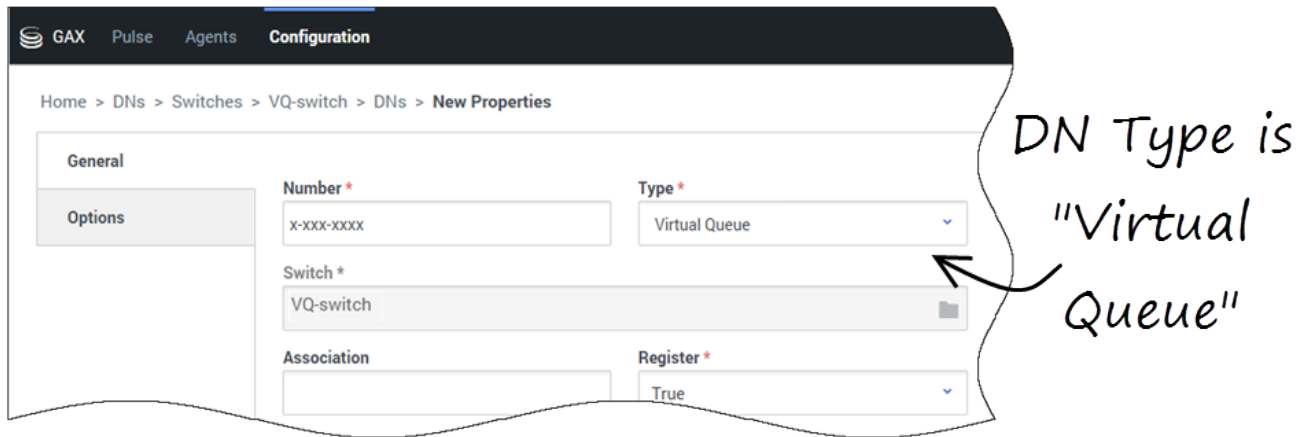 GAX Pulse Agents Configuration
Home > DNs > Switches > VQ-switch > DNs > New Properties
General
Options
Number *
Type *
x-xxx-xxxx
Virtual Queue
Switch *
VQ-switch
Association
Register *
True
DN Type is
"Virtual
Queue"